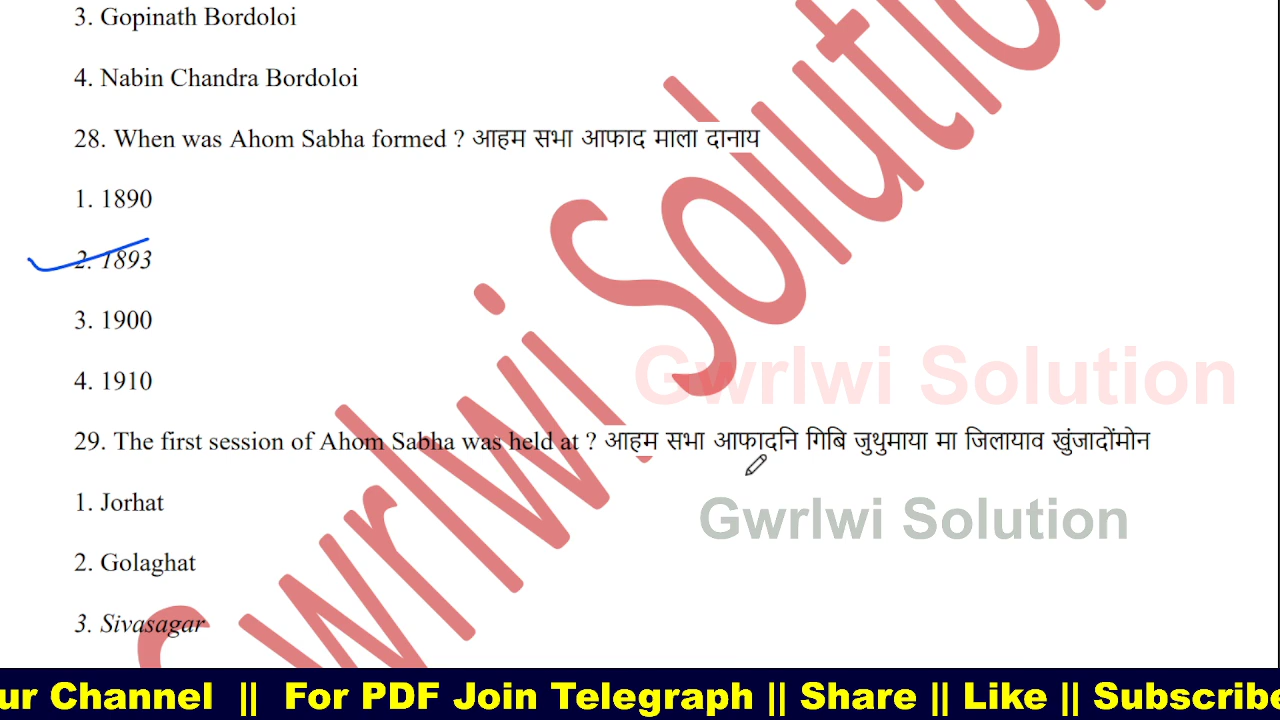 3. Gopinath Bordoloi
4. Nabin Chandra Bordoloi
28. When was Ahom Sabha formed ? आहम सभा आफाद माला दानाय
1. 1890
2. 1893
3. 1900
4. 1910
Gwrlwi Solution
29. The first session of Ahom Sabha was held at ? आहम सभा आफादनि गिबि जुथुमाया मा जिलायाव खुंजादोंमोन
1. Jorhat
Gwrlwi Solution
2. Golaghat
3. Sivasagar
Gwrlwi Solution
ur Channel || For PDF Join Telegraph || Share || Like || Subscribe